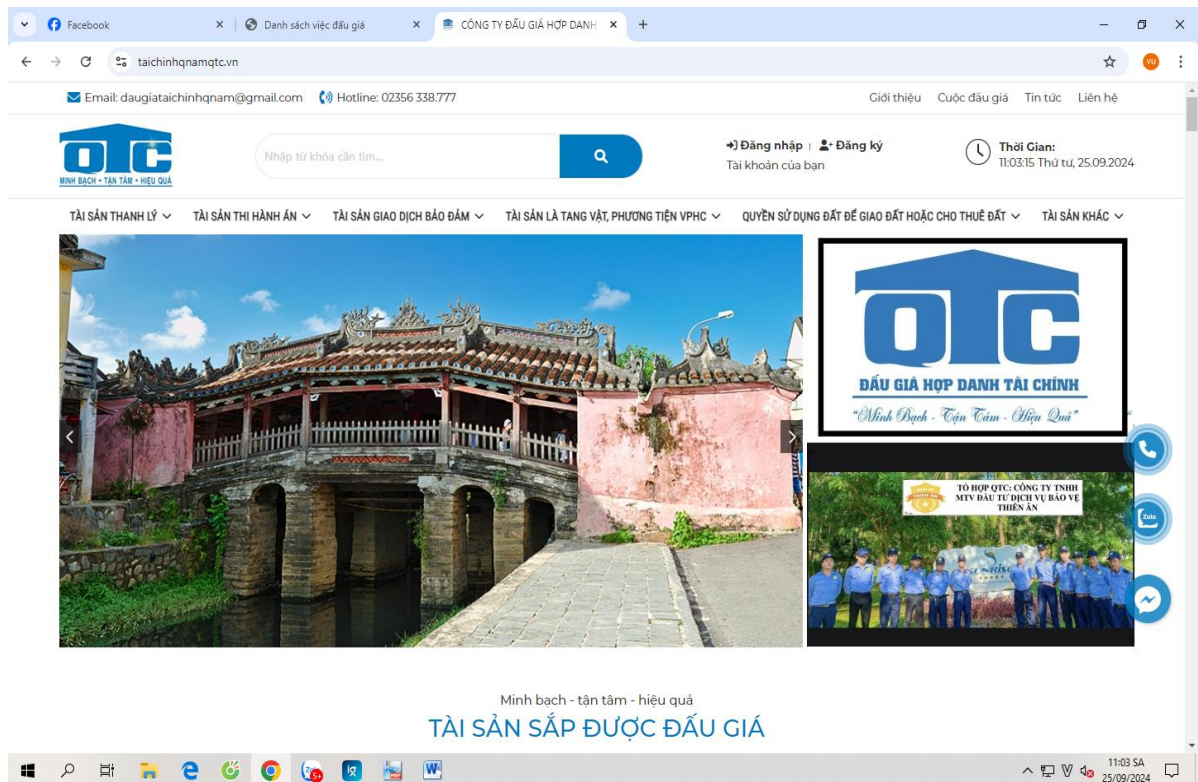 Facebook
Danh sách việc đấu giá
CÔNG TY ĐẤU GIÁ HỢP DANH
taichinhqnamqtc.vn
vu
Email: daugiataichinhqnam@gmail.com Hotline: 02356 338.777
Giới thiệu Cuộc đấu giá Tin tức Liên hệ
QTC
MINH BẠCH - TẬN TÂM - HIỆU QUẢ
Nhập từ khóa cần tìm...
Đăng nhập | Đăng ký
Tài khoản của bạn
Thời Gian:
11:03:15 Thứ tư, 25.09.2024
TÀI SẢN THANH LÝ TÀI SẢN THI HÀNH ÁN TÀI SẢN GIAO DỊCH BẢO ĐẢM TÀI SẢN LÀ TANG VẬT, PHƯƠNG TIỆN VPHC QUYỀN SỬ DỤNG ĐẤT ĐỂ GIAO ĐẤT HOẶC CHO THUÊ ĐẤT TÀI SẢN KHÁC
QTC
ĐẤU GIÁ HỢP DANH TÀI CHÍNH
"Minh Bạch - Tận Tâm - Hiệu Quả"
TỔ HỢP QTC: CÔNG TY TNHH
MTV ĐẦU TƯ DỊCH VỤ BẢO VỆ
THIÊN ÂN
Zalo
Minh bạch - tận tâm - hiệu quả
TÀI SẢN SẮP ĐƯỢC ĐẤU GIÁ
5+
W
11:03 SA
25/09/2024